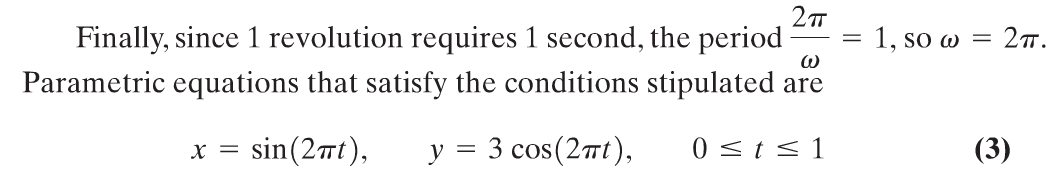 Finally, since 1 revolution requires 1 second, the period 2π/ω = 1, so ω = 2π.
Parametric equations that satisfy the conditions stipulated are
x = sin(2πt), y = 3 cos(2πt), 0 ≤ t ≤ 1 (3)